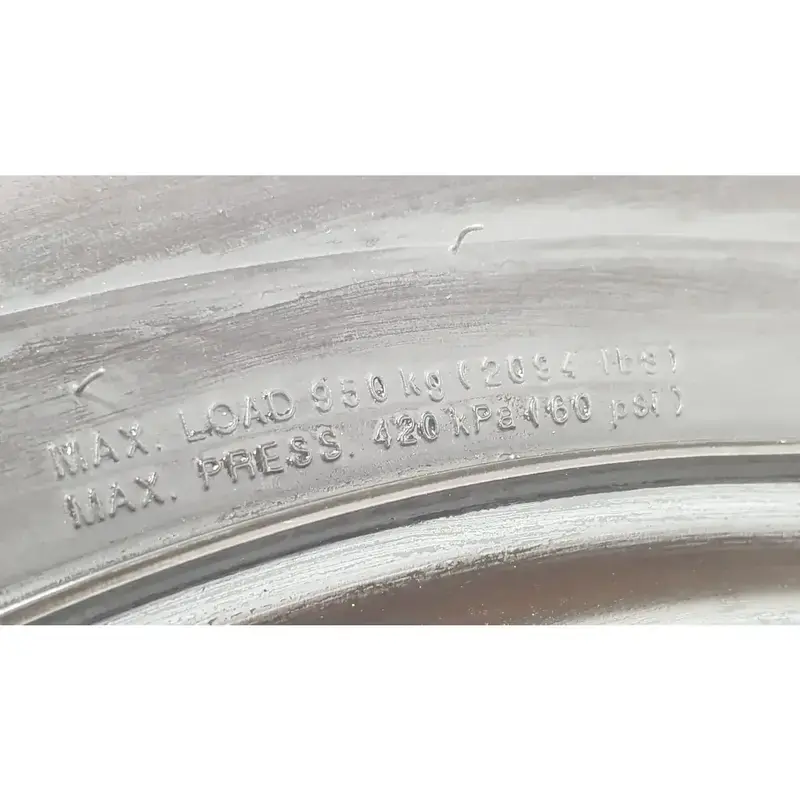 MAX. LOAD 950 kg (2094 lbs)
MAX. PRESS. 420 kPa (60 psi)